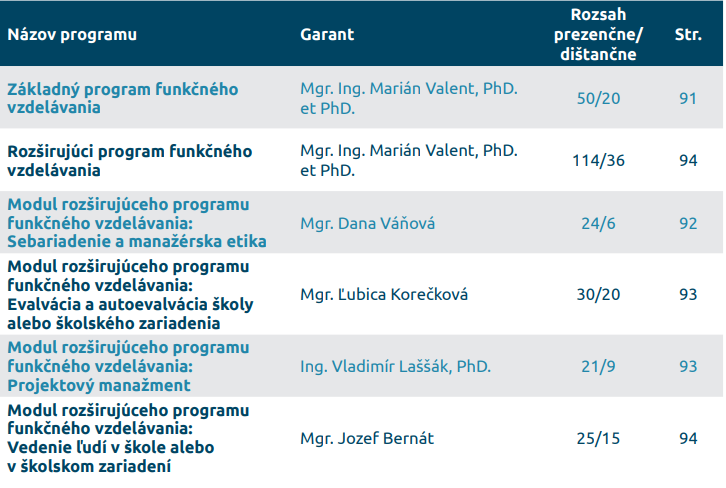 Názov programu
Garant
Rozsah
prezenčne/
dištančne
Str.
Základný program funkčného
vzdelávania
Mgr. Ing. Marián Valent, PhD.
et PhD.
50/20
91
Rozširujúci program funkčného
vzdelávania
Mgr. Ing. Marián Valent, PhD.
et PhD.
114/36
94
Modul rozširujúceho programu
funkčného vzdelávania:
Sebariadenie a manažérska etika
Mgr. Dana Váňová
24/6
92
Modul rozširujúceho programu
funkčného vzdelávania:
Evalvácia a autoevalvácia školy
alebo školského zariadenia
Mgr. Ľubica Korečková
30/20
93
Modul rozširujúceho programu
funkčného vzdelávania:
Projektový manažment
Ing. Vladimír Laššák, PhD.
21/9
93
Modul rozširujúceho programu
funkčného vzdelávania:
Vedenie ľudí v škole alebo
v školskom zariadení
Mgr. Jozef Bernát
25/15
94